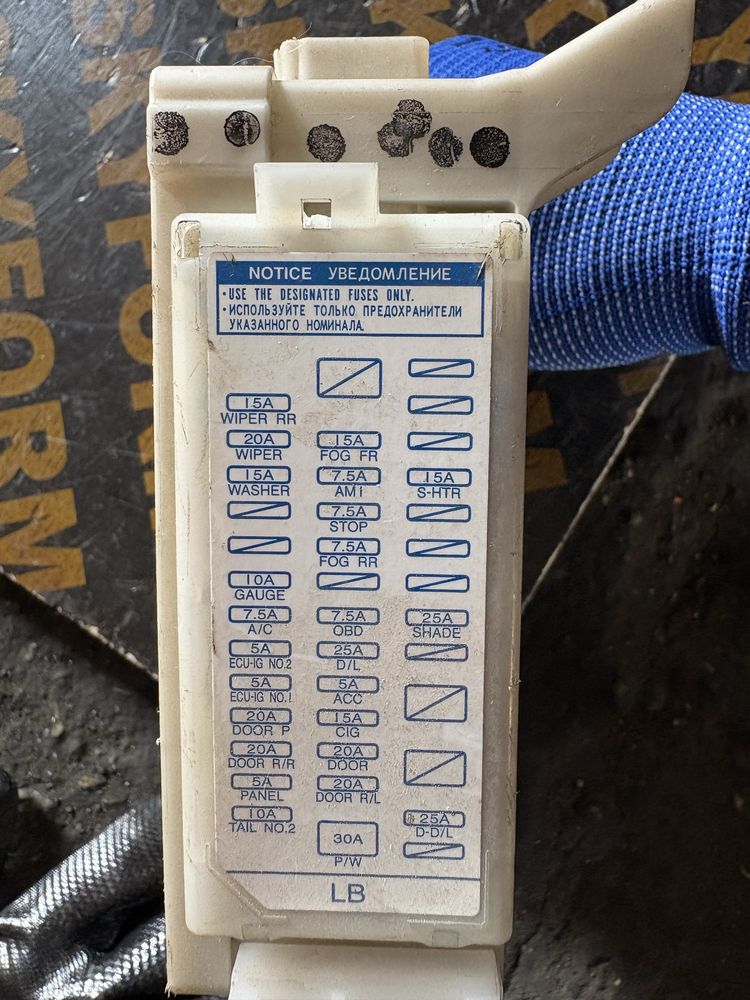 NOTICE УВЕДОМЛЕНИЕ
·USE THE DESIGNATED FUSES ONLY.
·ИСПОЛЬЗУЙТЕ ТОЛЬКО ПРЕДОХРАНИТЕЛИ
УКАЗАННОГО НОМИНАЛА.
15A
WIPER RR
20A
WIPER
15A
WASHER
10A
GAUGE
7.5A
A/C
5A
ECU-IG NO.2
5A
ECU-IG NO.1
20A
DOOR P
20A
DOOR R/R
5A
PANEL
10A
TAIL NO.2
15A
FOG FR
7.5A
AM1
7.5A
STOP
7.5A
FOG RR
7.5A
OBD
25A
D/L
5A
ACC
15A
CIG
20A
DOOR
20A
DOOR R/L
30A
P/W
15A
S-HTR
25A
SHADE
25A
D-D/L
LB